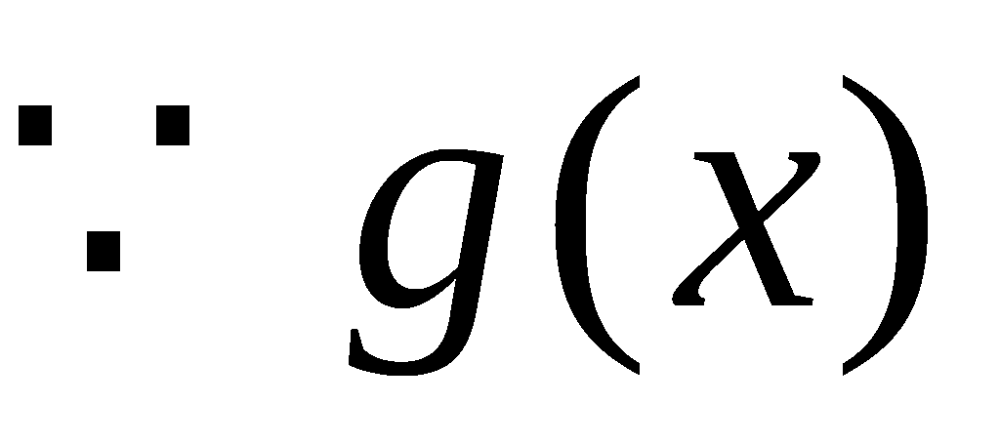 ∵ g(x)